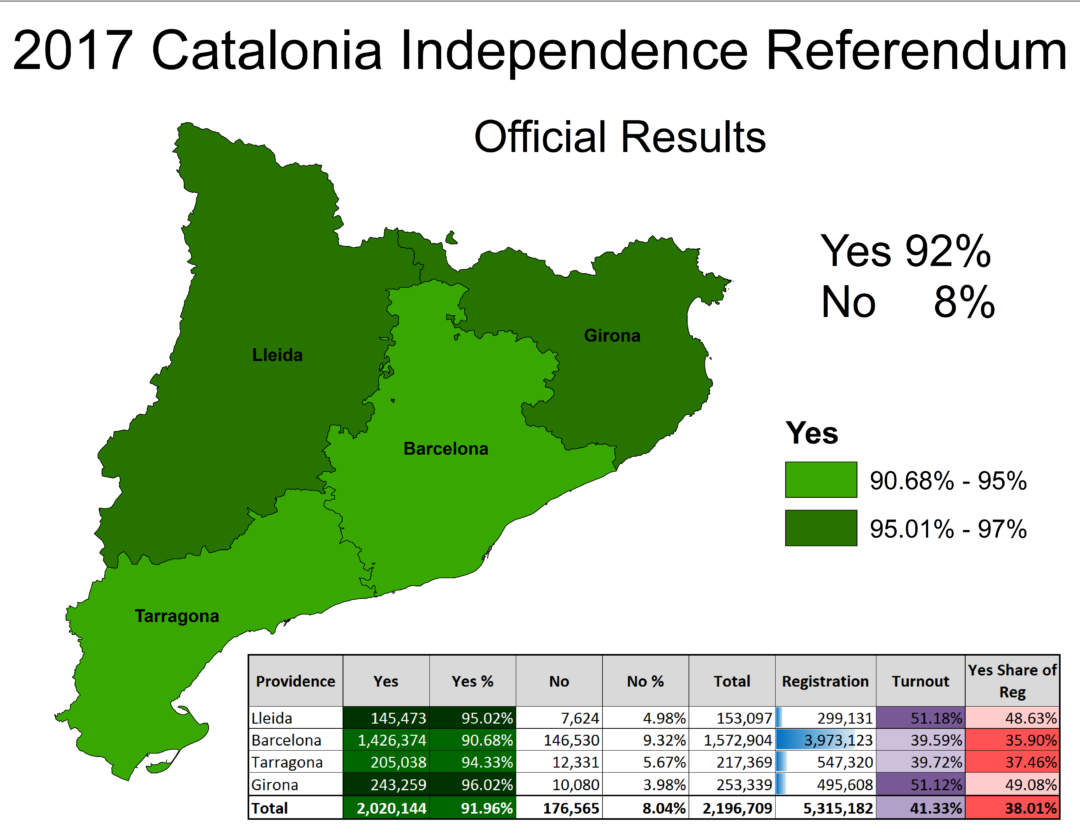 2017 Catalonia Independence Referendum
Official Results
Yes 92%
No 8%
Lleida
Girona
Barcelona
Tarragona
Yes
90.68% - 95%
95.01% - 97%
Providence Yes Yes % No No % Total Registration Turnout Yes Share of Reg
Lleida 145,473 95.02% 7,624 4.98% 153,097 299,131 51.18% 48.63%
Barcelona 1,426,374 90.68% 146,530 9.32% 1,572,904 3,973,123 39.59% 35.90%
Tarragona 205,038 94.33% 12,331 5.67% 217,369 547,320 39.72% 37.46%
Girona 243,259 96.02% 10,080 3.98% 253,339 495,608 51.12% 49.08%
Total 2,020,144 91.96% 176,565 8.04% 2,196,709 5,315,182 41.33% 38.01%